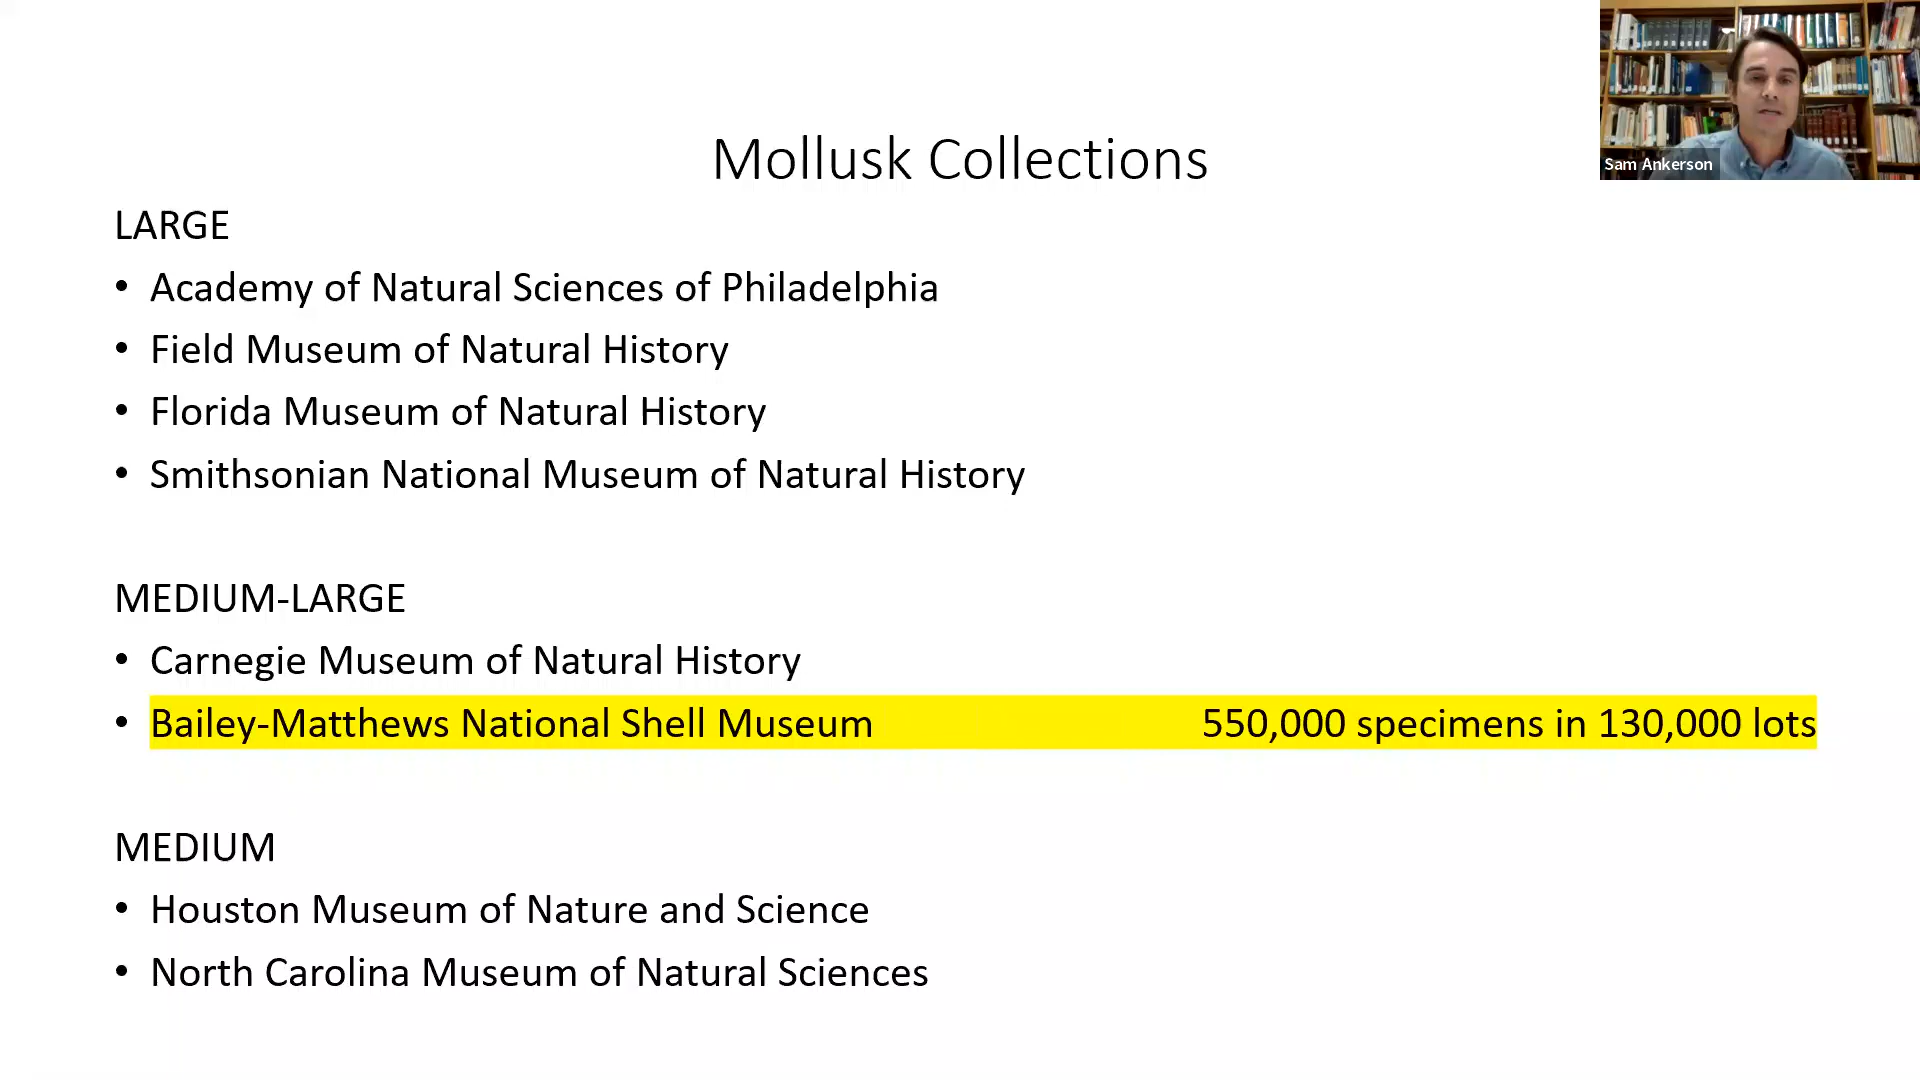 Mollusk Collections
Sam Ankerson
LARGE
• Academy of Natural Sciences of Philadelphia
• Field Museum of Natural History
• Florida Museum of Natural History
• Smithsonian National Museum of Natural History
MEDIUM-LARGE
• Carnegie Museum of Natural History
• Bailey-Matthews National Shell Museum 550,000 specimens in 130,000 lots
MEDIUM
• Houston Museum of Nature and Science
• North Carolina Museum of Natural Sciences